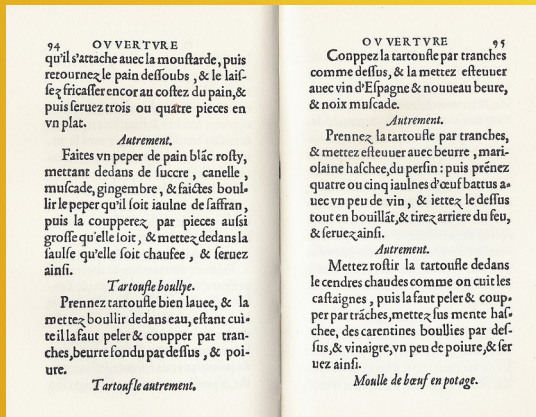 94 OVVERTVRE
qu'il s'attache auec la moustarde, puis
retournez le pain dessoubs, & le lais-
sez fricasser encor au costez du pain, &
puis seruez trois ou quatre pieces en
vn plat.
Autrement.
Faites vn peper de pain blãc rosty,
mettant dedans de succre, canelle,
muscade, gingembre, & faictes boul-
lir le peper qu'il soit iaulne de saffran,
puis la coupperez par pieces aussi
grosse qu'elle soit, & mettez dedans la
saulse qu'elle soit chaufee, & seruez
ainsi.
Tartoufle boullye.
Prennez tartoufle bien lauee, & la
mettez boullir dedans eau, estant cui-
te il la faut peler & coupper par tran-
ches, beurre fondu par dessus, & poi-
ure.
Tartoufle autrement.
OVVERTVRE 95
Conppez la tartoufle par tranches
comme dessus, & la mettez esteuuer
auec vin d'Espagne & nouueau beure,
& noix muscade.
Autrement.
Prennez la tartoufle par tranches,
& mettez esteuuer auec beurre, mari-
olaine haschee, du persin: puis prénez
quatre ou cinq iaulnes d'œuf battus a-
uec vn peu de vin, & iettez le dessus
tout en bouillãt, & tirez arriere du feu,
& seruez ainsi.
Autrement.
Mettez rostir la tartoufle dedans
le cendres chaudes comme on cuit les
castaignes, puis la faut peler & coup-
per par trãches, mettez sus mente has-
chee, des carentines boullies par des-
sus, & vinaigre, vn peu de poiure, & ser
uez ainsi.
Moulle de bœuf en potage.